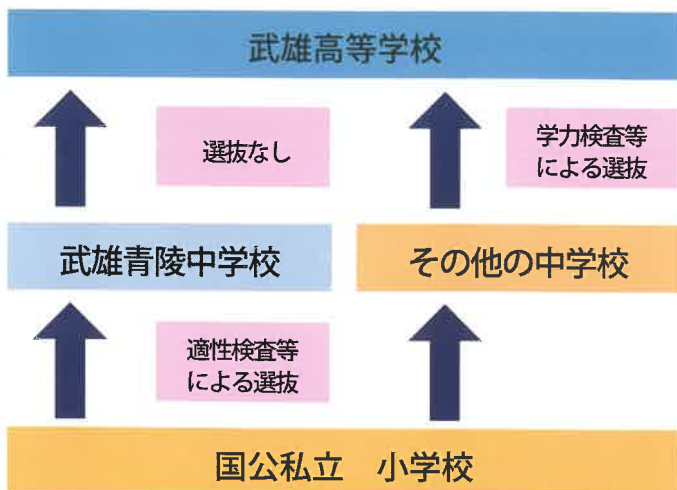 武雄高等学校
選抜なし
学力検査等
による選抜
武雄青陵中学校
その他の中学校
適性検査等
による選抜
国公私立　小学校